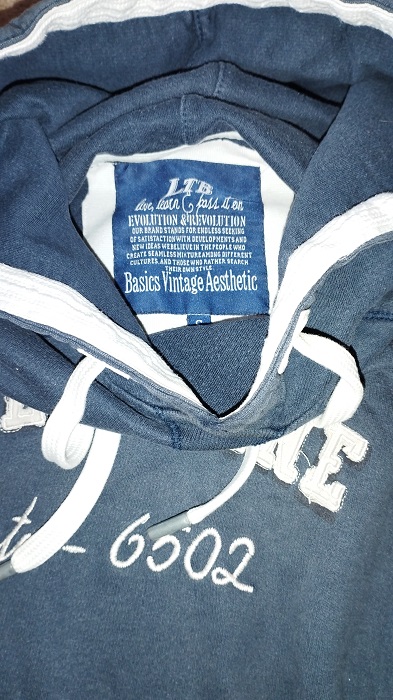 LTB
live, learn & pass it on
EVOLUTION & REVOLUTION
OUR BRAND STANDS FOR ENDLESS SEEKING
OF SATISFACTION WITH DEVELOPMENTS AND
NEW IDEAS WE BELIEVE IN THE PEOPLE WHO
CREATE SEAMLESS MIXTURE AMONG DIFFERENT
CULTURES, AND THOSE WHO RATHER SEARCH
THEIR OWN STYLE
Basics Vintage Aesthetic
S
NE
- 6502